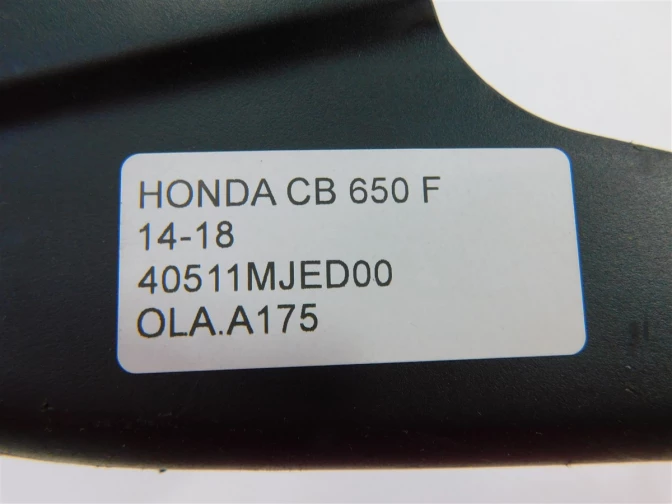 HONDA CB 650 F
14-18
40511MJED00
OLA.A175